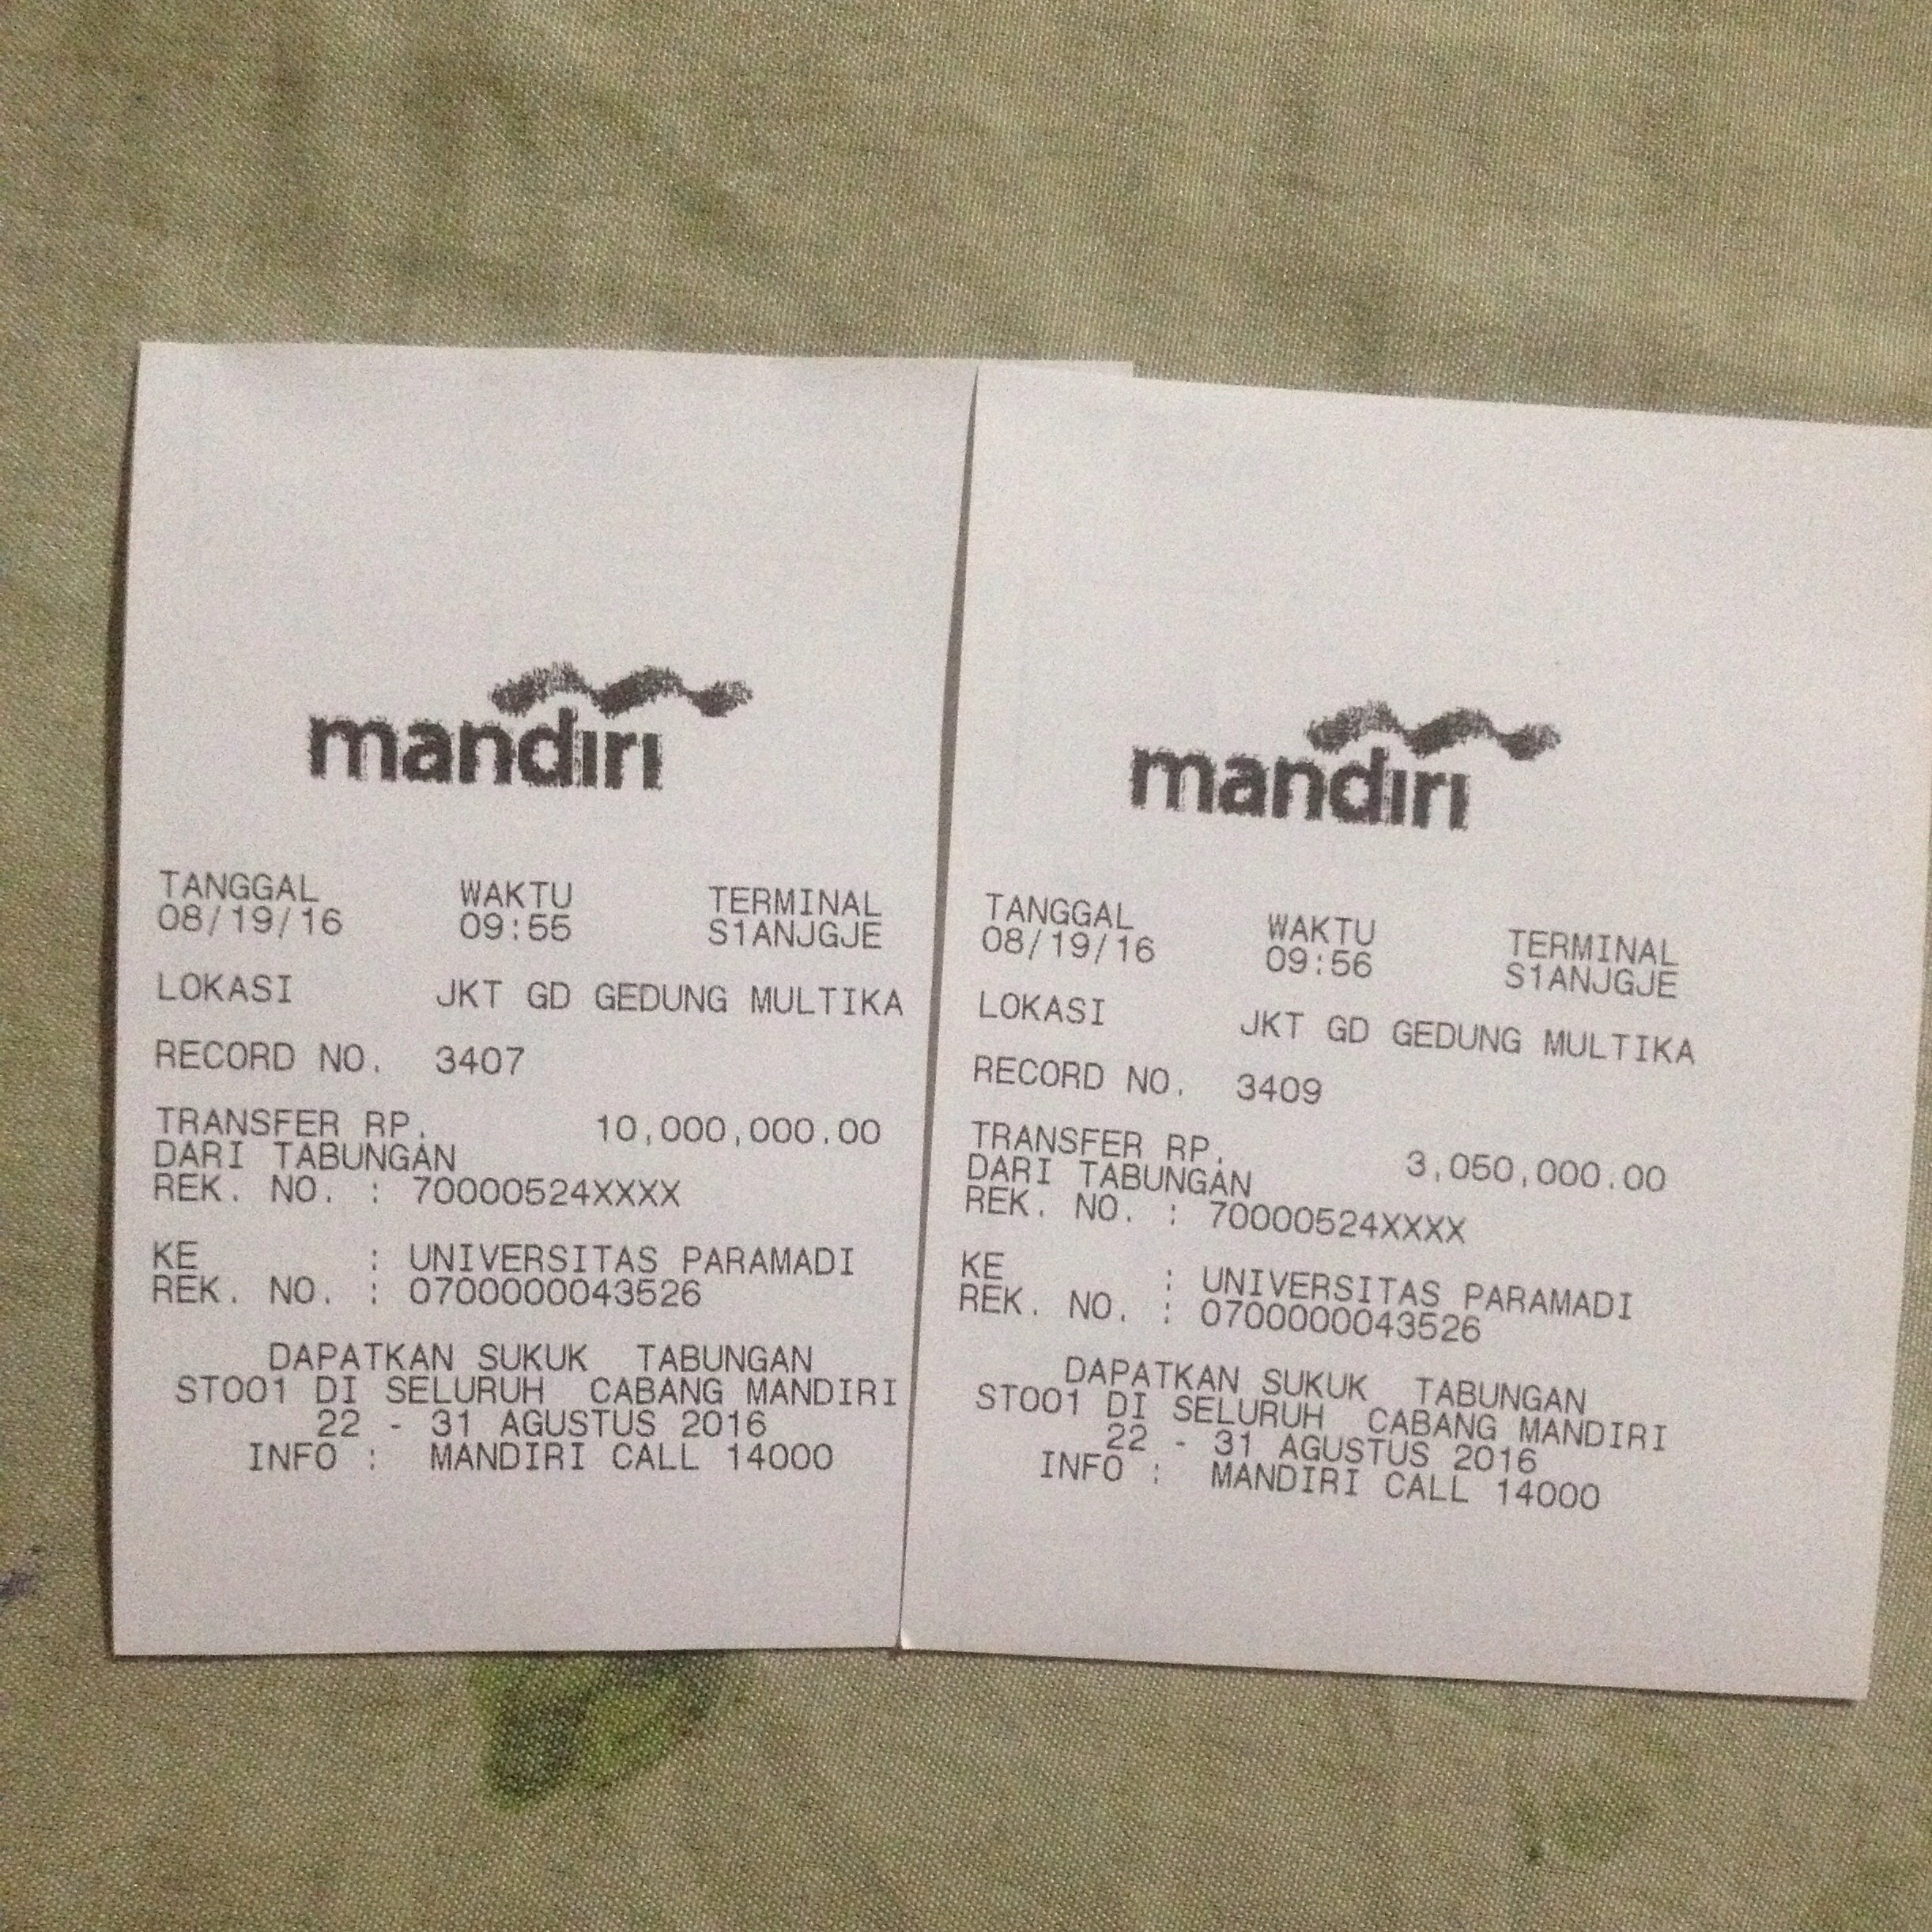 mandiri
TANGGAL WAKTU TERMINAL
08/19/16 09:55 S1ANJGJE
LOKASI JKT GD GEDUNG MULTIKA
RECORD NO. 3407
TRANSFER RP. 10,000,000.00
DARI TABUNGAN
REK. NO. : 70000524XXXX
KE : UNIVERSITAS PARAMADI
REK. NO. : 0700000043526
DAPATKAN SUKUK TABUNGAN
ST001 DI SELURUH CABANG MANDIRI
22 - 31 AGUSTUS 2016
INFO : MANDIRI CALL 14000
mandiri
TANGGAL WAKTU TERMINAL
08/19/16 09:56 S1ANJGJE
LOKASI JKT GD GEDUNG MULTIKA
RECORD NO. 3409
TRANSFER RP. 3,050,000.00
DARI TABUNGAN
REK. NO. : 70000524XXXX
KE : UNIVERSITAS PARAMADI
REK. NO. : 0700000043526
DAPATKAN SUKUK TABUNGAN
ST001 DI SELURUH CABANG MANDIRI
22 - 31 AGUSTUS 2016
INFO : MANDIRI CALL 14000